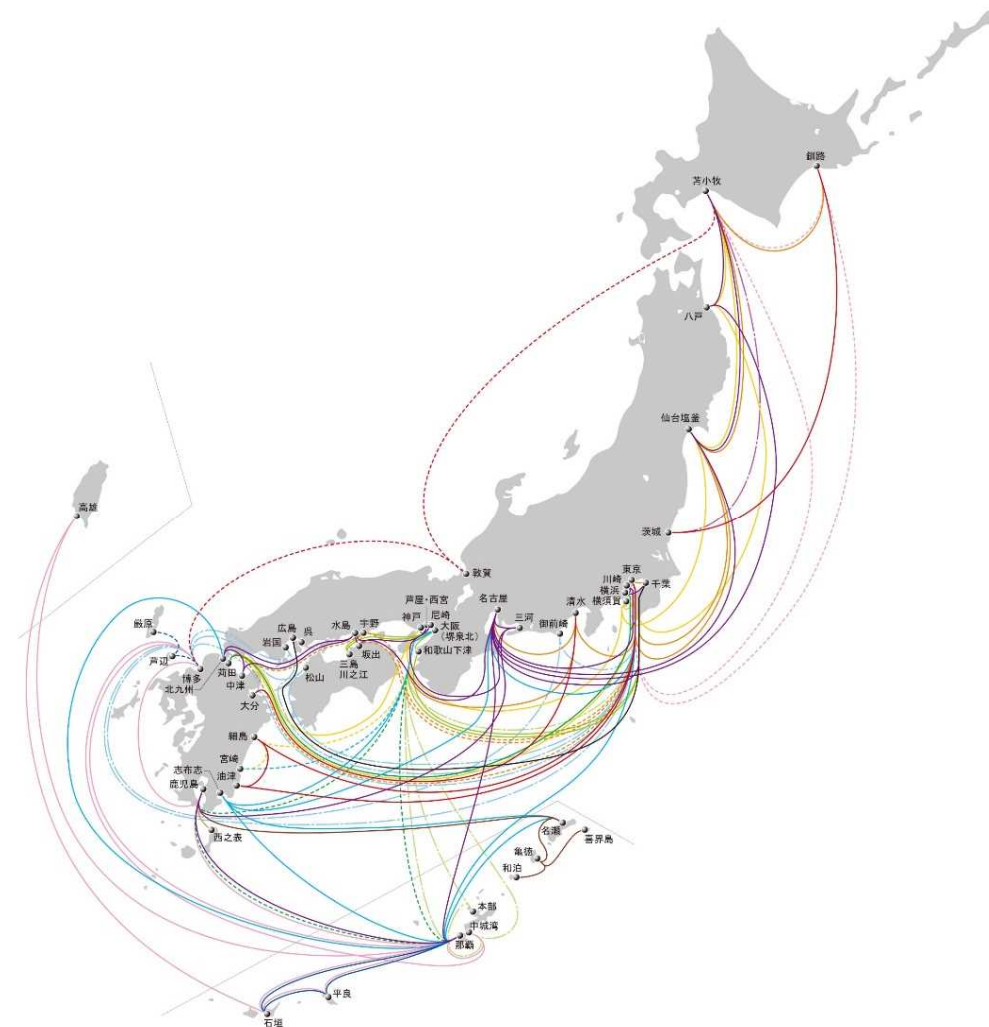 釧路
苫小牧
八戸
仙台塩釜
高雄
茨城
東京
川崎
千葉
横浜
横須賀
敦賀
芦屋・西宮
尼崎
神戸
大阪
(堺泉北)
名古屋
三河
清水
御前崎
厳原
芦辺
広島
呉
岩国
水島
宇野
坂出
三島
川之江
和歌山下津
松山
博多
苅田
北九州
中津
大分
細島
宮崎
志布志
油津
鹿児島
西之表
名瀬
喜界島
亀徳
和泊
本部
中城湾
那覇
平良
石垣